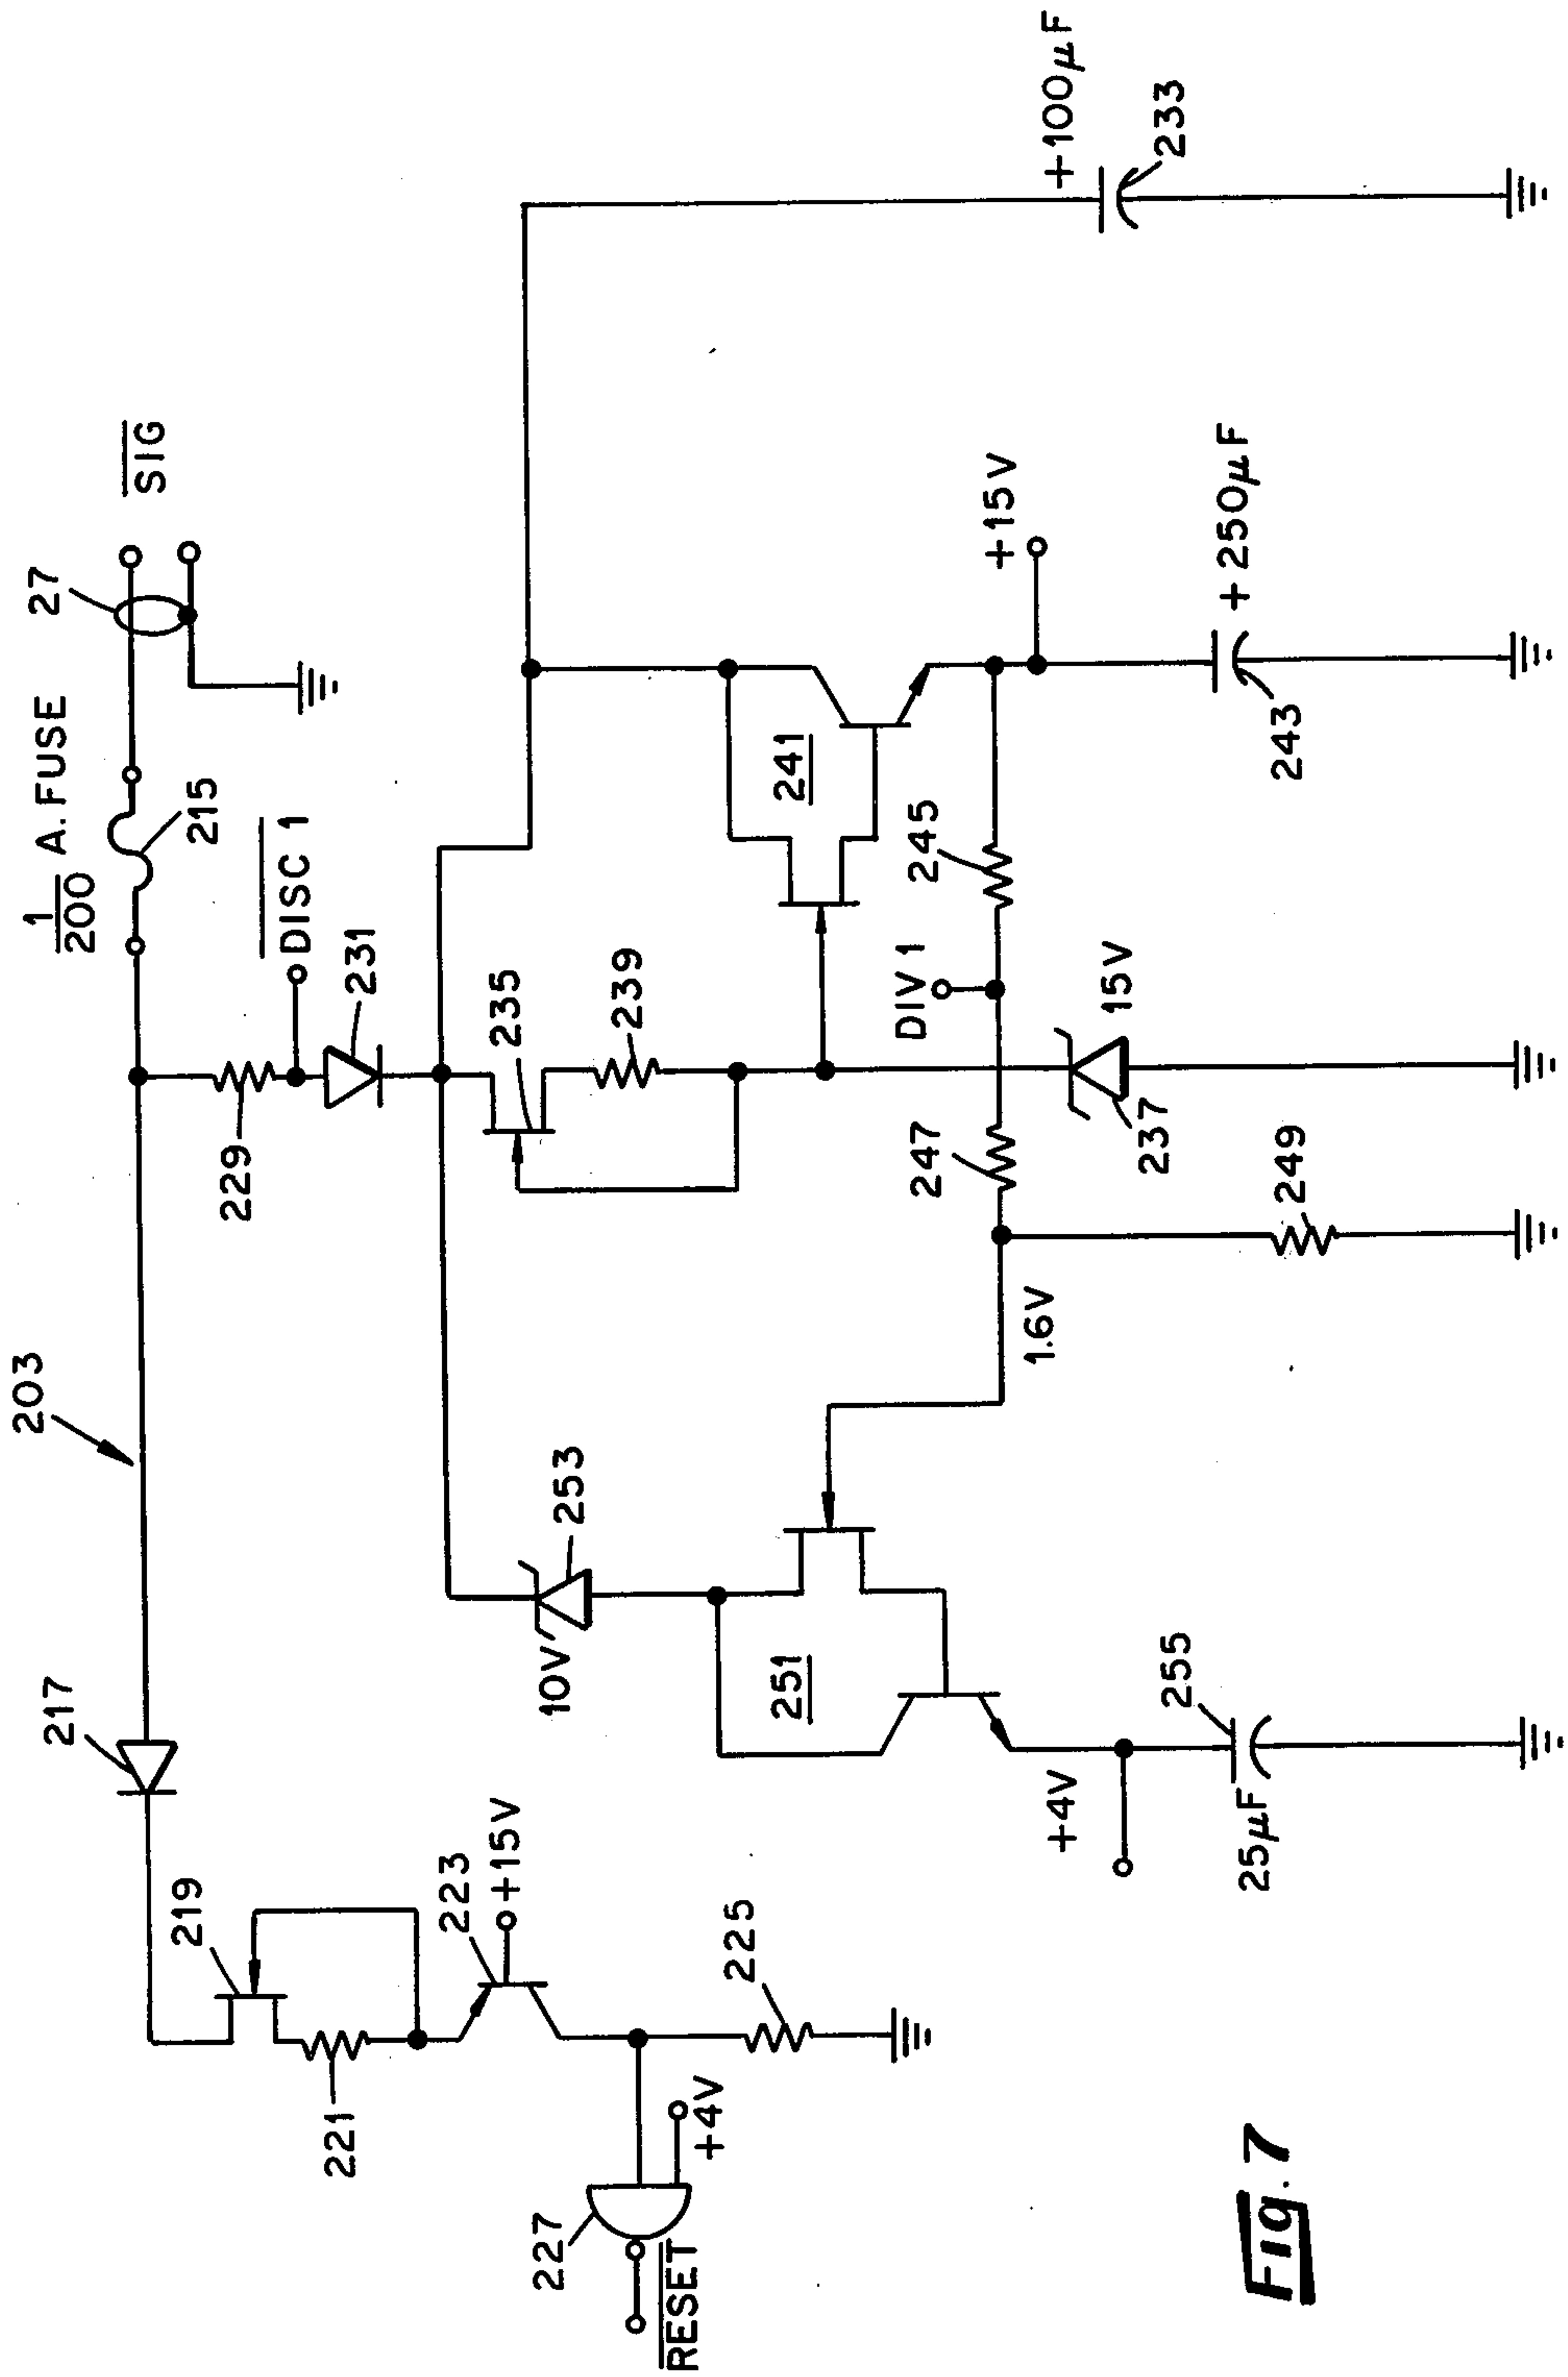 203
27
1/200 A. FUSE
SIG
215
217
229
DISC 1
231
219
221
223
+15V
225
227
+4V
RESET
235
239
241
253
10V
251
1.6V
DIV 1
245
247
249
15V
237
+15V
+250µF
243
+100µF
233
+4V
25µF
255
Fig. 7